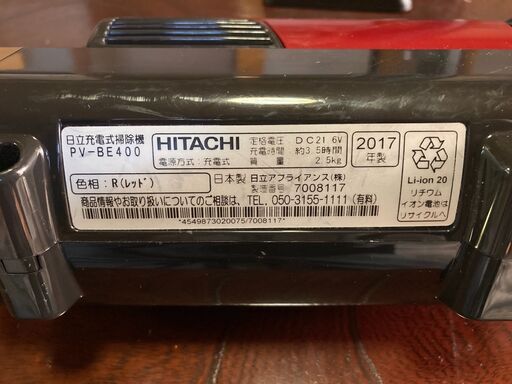 日立充電式掃除機
PV-BE400
HITACHI
定格電圧 DC21.6V
充電時間 約3.5時間
電源方式:充電式 質量 2.5kg
2017年製
Li-ion 20
リチウム
イオン電池は
リサイクルへ
色相:R(レッド)
日本製 日立アプライアンス(株)
製造番号 7008117
商品情報やお取り扱いについてのご相談は、TEL. 050-3155-1111 (有料)
*4549873020075/7008117*